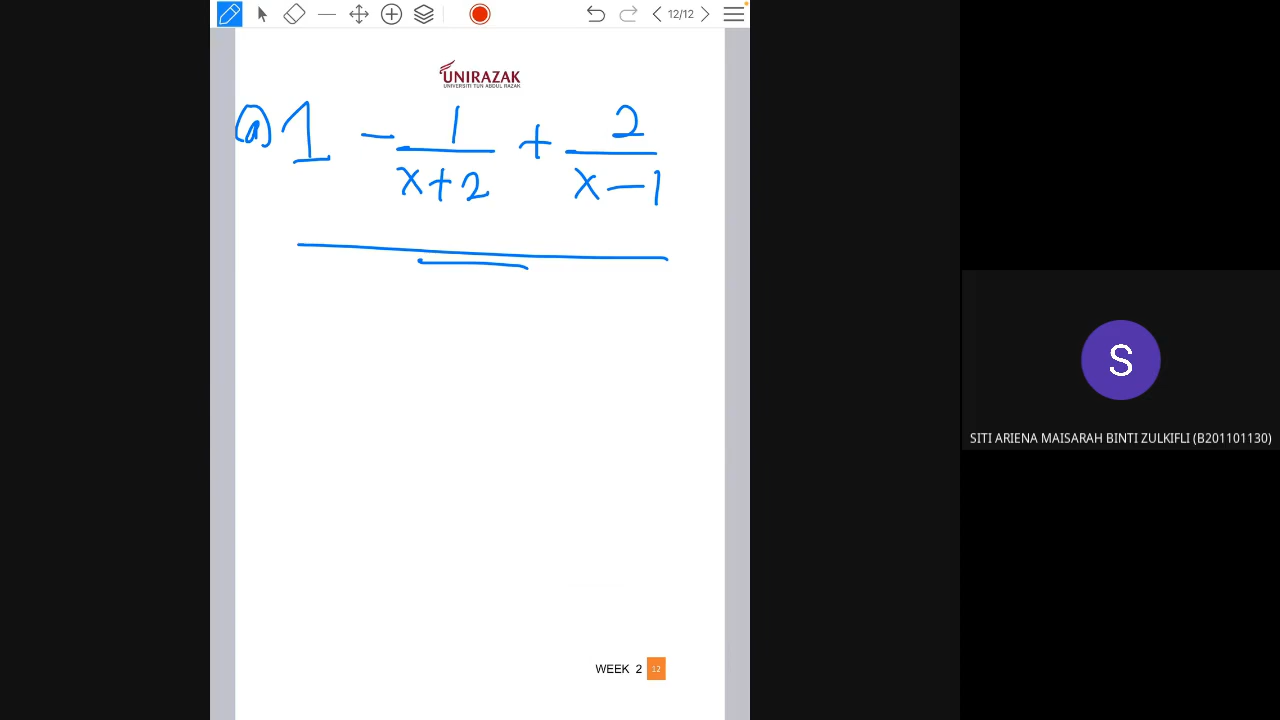 12/12
UNIRAZAK
UNIVERSITI TUN ABDUL RAZAK
(a) 1 - 1/(x+2) + 2/(x-1)
S
SITI ARIENA MAISARAH BINTI ZULKIFLI (B201101130)
WEEK 2 12